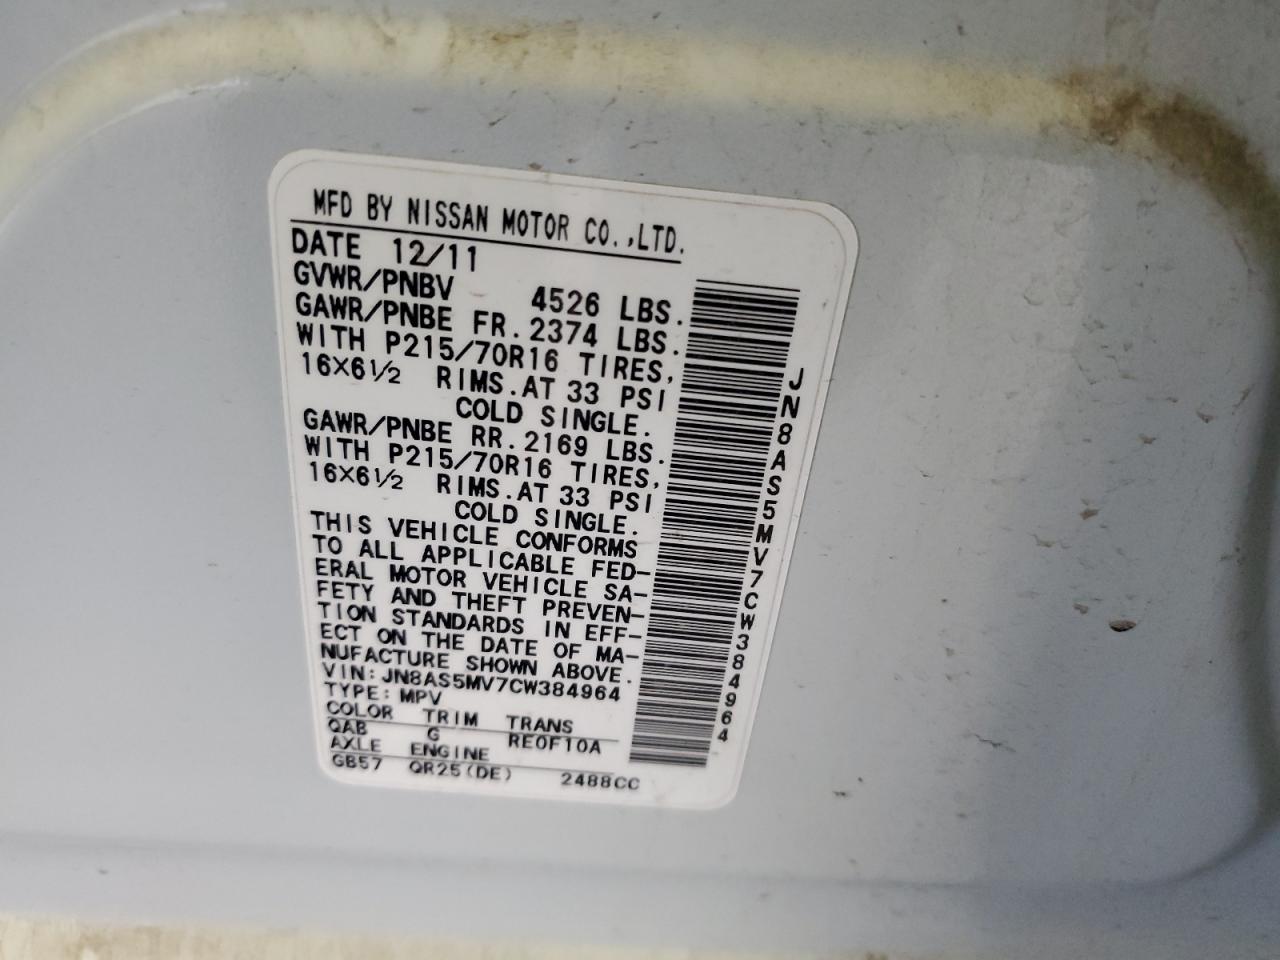 MFD BY NISSAN MOTOR CO.,LTD.
DATE 12/11
GVWR/PNBV 4526 LBS.
GAWR/PNBE FR.2374 LBS.
WITH P215/70R16 TIRES,
16X6½ RIMS.AT 33 PSI
COLD SINGLE.
GAWR/PNBE RR.2169 LBS.
WITH P215/70R16 TIRES,
16X6½ RIMS.AT 33 PSI
COLD SINGLE.
THIS VEHICLE CONFORMS
TO ALL APPLICABLE FED-
ERAL MOTOR VEHICLE SA-
FETY AND THEFT PREVEN-
TION STANDARDS IN EFF-
ECT ON THE DATE OF MA-
NUFACTURE SHOWN ABOVE.
VIN:JN8AS5MV7CW384964
TYPE:MPV
COLOR TRIM TRANS
QAB G RE0F10A
AXLE ENGINE
GB57 QR25(DE) 2488CC
JN8AS5MV7CW384964